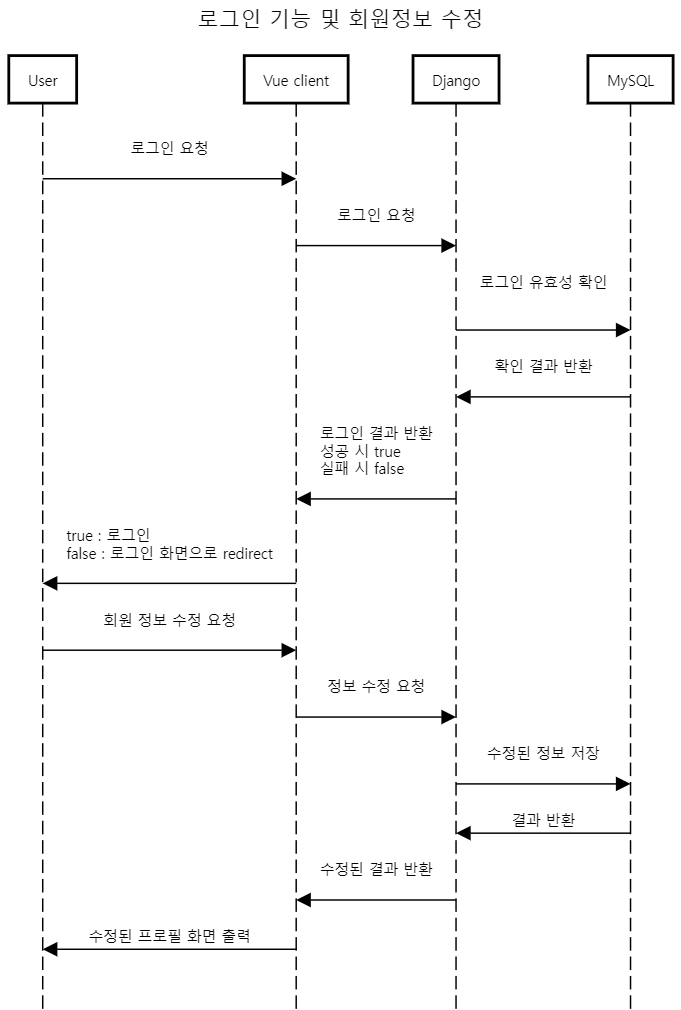 로그인 기능 및 회원정보 수정
User
Vue client
Django
MySQL
로그인 요청
로그인 요청
로그인 유효성 확인
확인 결과 반환
로그인 결과 반환
성공 시 true
실패 시 false
true : 로그인
false : 로그인 화면으로 redirect
회원 정보 수정 요청
정보 수정 요청
수정된 정보 저장
결과 반환
수정된 결과 반환
수정된 프로필 화면 출력